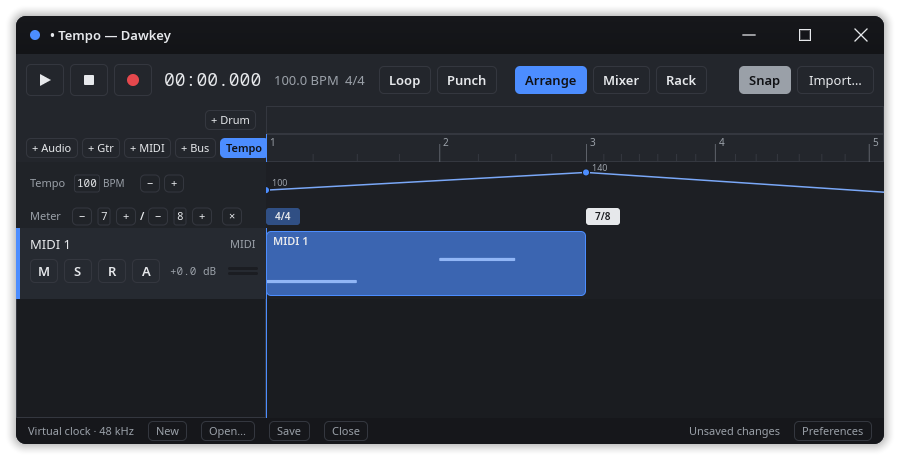 • Tempo — Dawkey
00:00.000 100.0 BPM 4/4 Loop Punch Arrange Mixer Rack Snap Import...
+ Drum
+ Audio + Gtr + MIDI + Bus Tempo 1 2 3 4 5
Tempo 100 BPM − + 100 140
Meter − 7 + / − 8 + × 4/4 7/8
MIDI 1 MIDI MIDI 1
M S R A +0.0 dB
Virtual clock · 48 kHz New Open... Save Close Unsaved changes Preferences